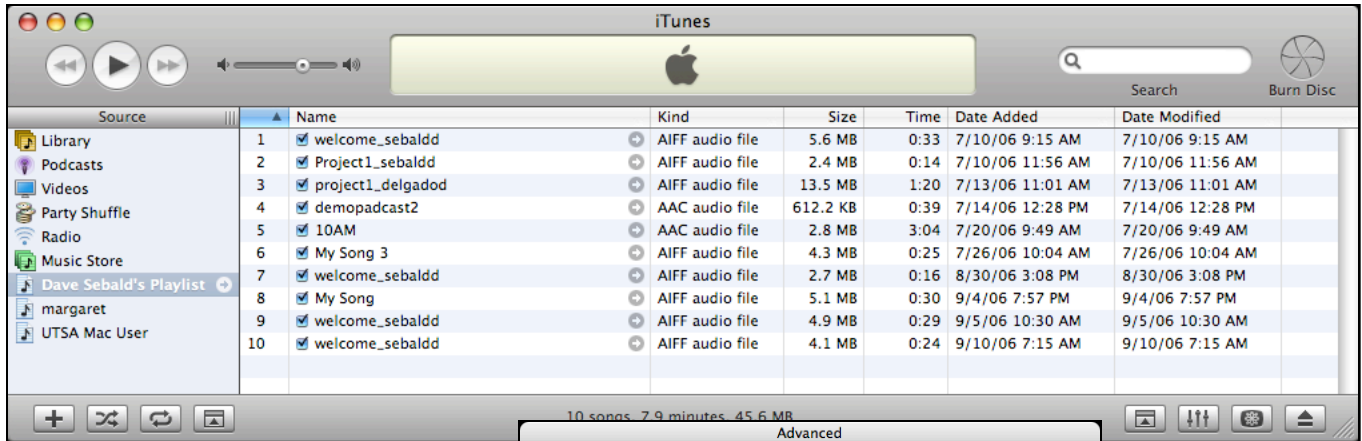 iTunes
Search
Burn Disc
Source
Library
Podcasts
Videos
Party Shuffle
Radio
Music Store
Dave Sebald's Playlist
margaret
UTSA Mac User
Name Kind Size Time Date Added Date Modified
1 welcome_sebaldd AIFF audio file 5.6 MB 0:33 7/10/06 9:15 AM 7/10/06 9:15 AM
2 Project1_sebaldd AIFF audio file 2.4 MB 0:14 7/10/06 11:56 AM 7/10/06 11:56 AM
3 project1_delgadod AIFF audio file 13.5 MB 1:20 7/13/06 11:01 AM 7/13/06 11:01 AM
4 demopadcast2 AAC audio file 612.2 KB 0:39 7/14/06 12:28 PM 7/14/06 12:28 PM
5 10AM AAC audio file 2.8 MB 3:04 7/20/06 9:49 AM 7/20/06 9:49 AM
6 My Song 3 AIFF audio file 4.3 MB 0:25 7/26/06 10:04 AM 7/26/06 10:04 AM
7 welcome_sebaldd AIFF audio file 2.7 MB 0:16 8/30/06 3:08 PM 8/30/06 3:08 PM
8 My Song AIFF audio file 5.1 MB 0:30 9/4/06 7:57 PM 9/4/06 7:57 PM
9 welcome_sebaldd AIFF audio file 4.9 MB 0:29 9/5/06 10:30 AM 9/5/06 10:30 AM
10 welcome_sebaldd AIFF audio file 4.1 MB 0:24 9/10/06 7:15 AM 9/10/06 7:15 AM
10 songs, 7.9 minutes, 45.6 MB
Advanced